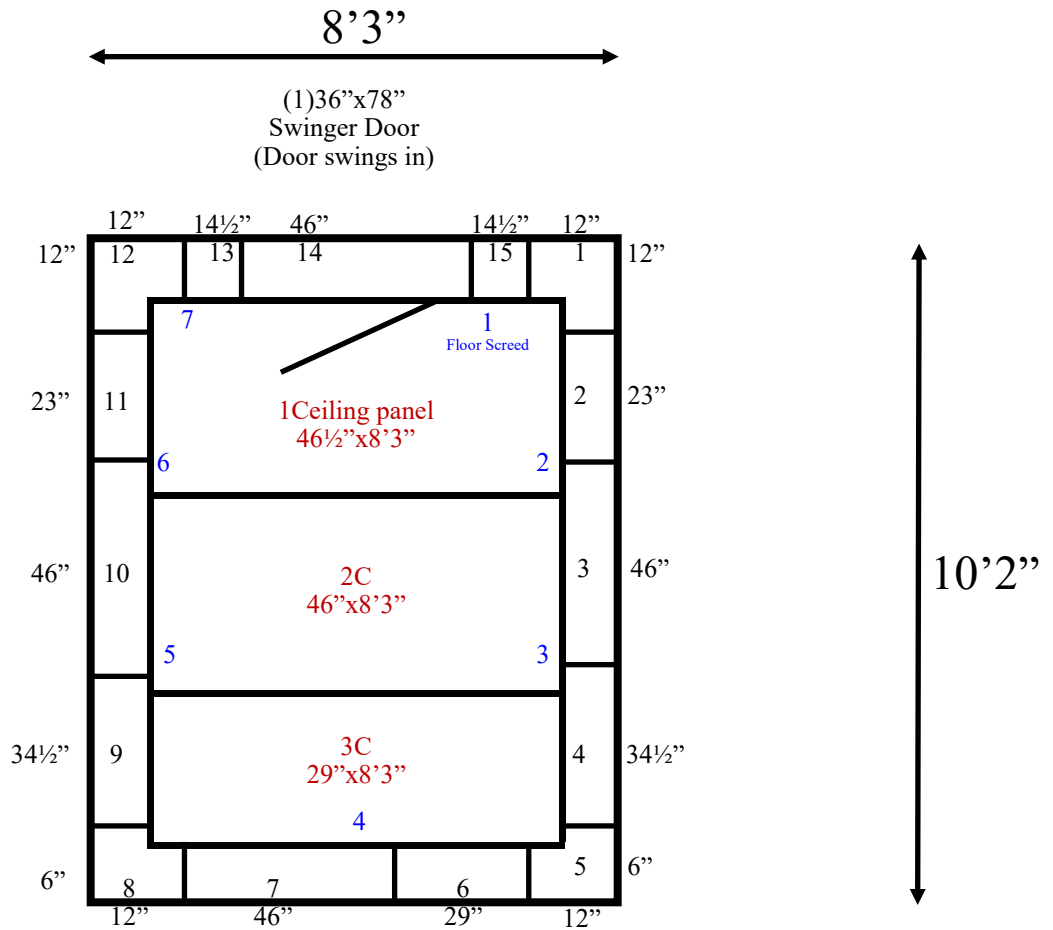 8’3”
(1)36”x78”
Swinger Door
(Door swings in)
12” 14½” 46” 14½” 12”
12” 12 13 14 15 1 12”
7 1
Floor Screed
23” 11 2 23”
1Ceiling panel
46½”x8’3”
6 2
46” 10 3 46”
10’2”
2C
46”x8’3”
5 3
34½” 9 4 34½”
3C
29”x8’3”
4
5
6” 6”
8 7 6
12” 46” 29” 12”